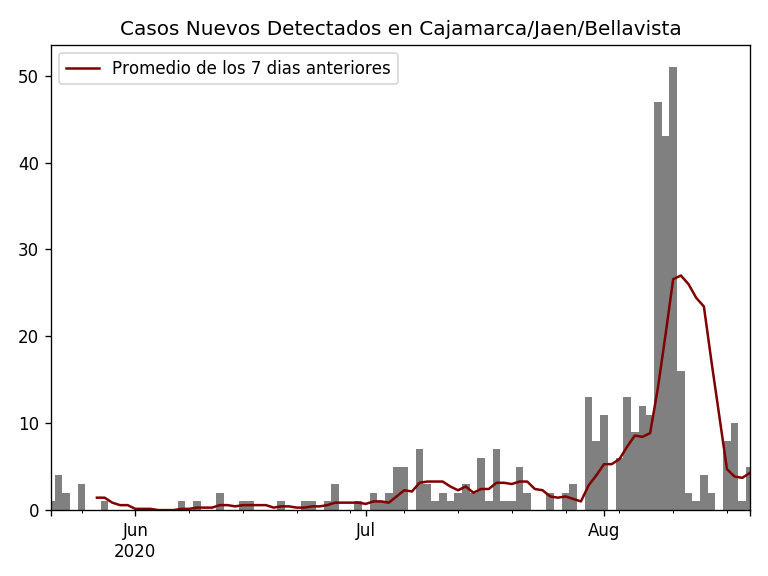 Casos Nuevos Detectados en Cajamarca/Jaen/Bellavista
Promedio de los 7 dias anteriores
50
40
30
20
10
0
Jun
2020
Jul
Aug